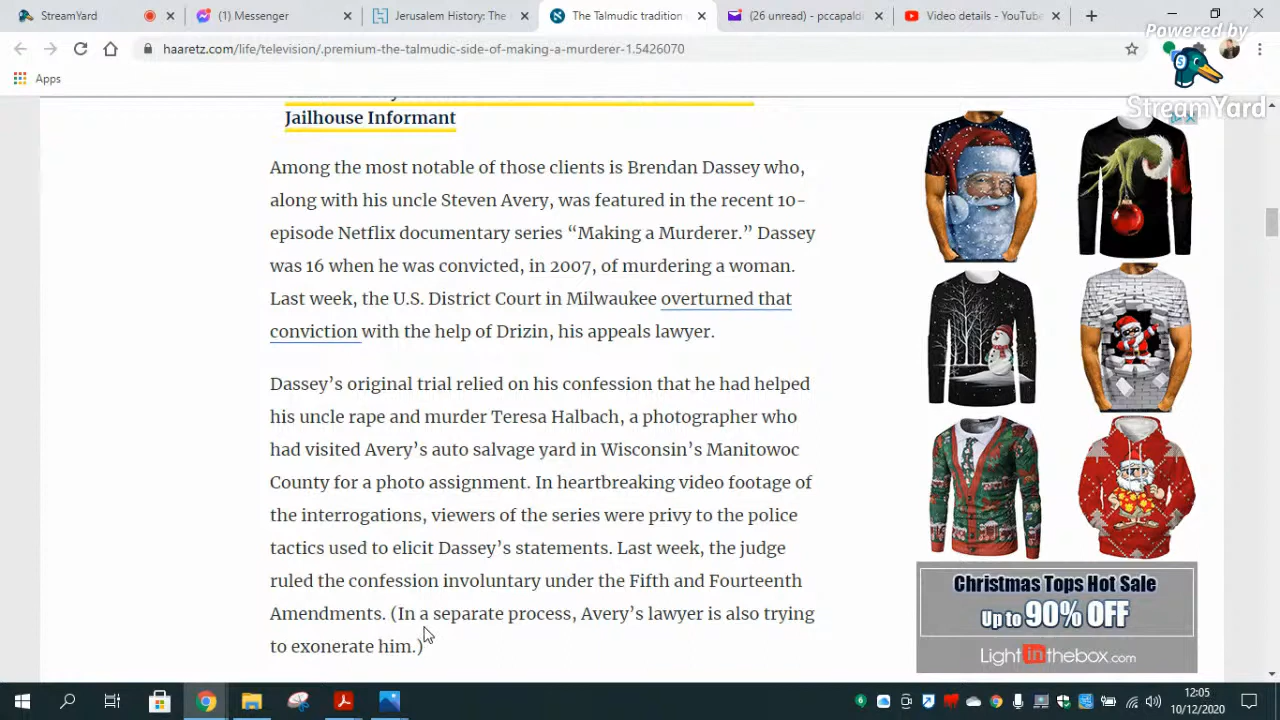 StreamYard
(1) Messenger
Jerusalem History: The
The Talmudic tradition
(26 unread) - pccapaldi
Video details - YouTube
haaretz.com/life/television/.premium-the-talmudic-side-of-making-a-murderer-1.5426070
Powered by
StreamYard
Apps
Jailhouse Informant
Among the most notable of those clients is Brendan Dassey who,
along with his uncle Steven Avery, was featured in the recent 10-
episode Netflix documentary series “Making a Murderer.” Dassey
was 16 when he was convicted, in 2007, of murdering a woman.
Last week, the U.S. District Court in Milwaukee overturned that
conviction with the help of Drizin, his appeals lawyer.
Dassey’s original trial relied on his confession that he had helped
his uncle rape and murder Teresa Halbach, a photographer who
had visited Avery’s auto salvage yard in Wisconsin’s Manitowoc
County for a photo assignment. In heartbreaking video footage of
the interrogations, viewers of the series were privy to the police
tactics used to elicit Dassey’s statements. Last week, the judge
ruled the confession involuntary under the Fifth and Fourteenth
Amendments. (In a separate process, Avery’s lawyer is also trying
to exonerate him.)
Christmas Tops Hot Sale
Up to 90% OFF
Lightinthebox.com
12:05
10/12/2020